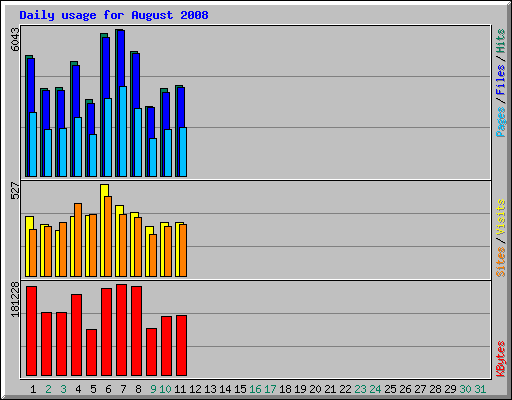 Daily usage for August 2008
6043
Pages/Files/Hits
527
Sites/Visits
181228
KBytes
1 2 3 4 5 6 7 8 9 10 11 12 13 14 15 16 17 18 19 20 21 22 23 24 25 26 27 28 29 30 31